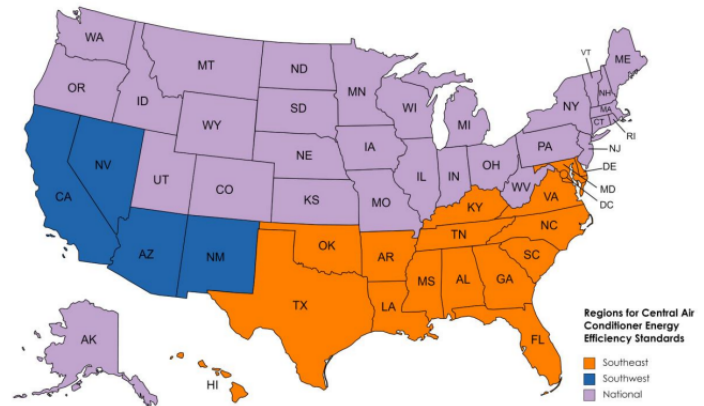 WA
MT
ND
MN
VT
ME
OR
ID
SD
WI
MI
NY
NH
MA
CT
RI
WY
IA
PA
NJ
NV
NE
IL
IN
OH
DE
UT
CO
KS
MO
WV
MD
DC
CA
KY
VA
AZ
NM
OK
AR
TN
NC
SC
MS
AL
GA
TX
LA
FL
AK
HI
Regions for Central Air
Conditioner Energy
Efficiency Standards
Southeast
Southwest
National